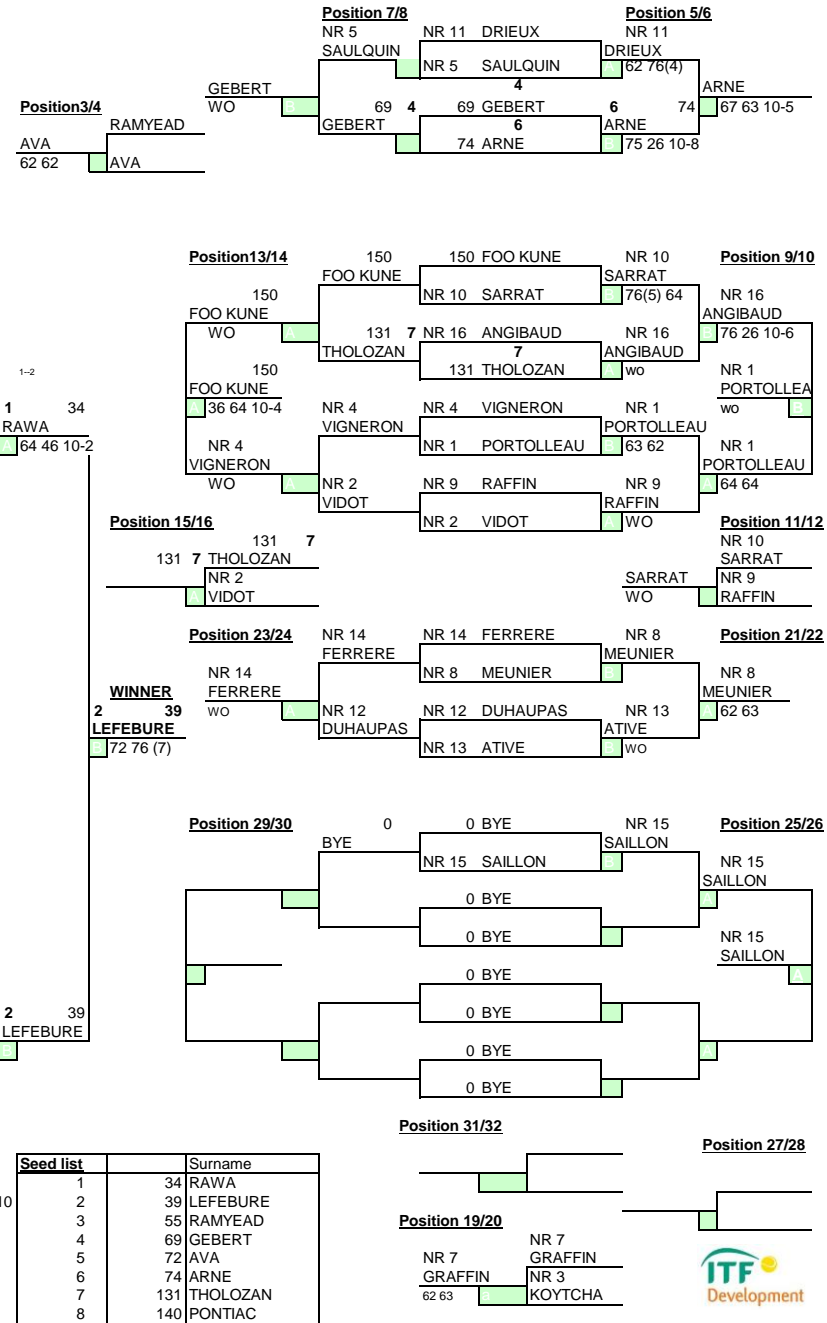 Position 7/8 Position 5/6
NR 5 NR 11 DRIEUX NR 11
SAULQUIN DRIEUX
NR 5 SAULQUIN A 62 76(4)
GEBERT 4 ARNE
Position3/4 WO B 69 4 69 GEBERT 6 74 67 63 10-5
RAMYEAD GEBERT 6 ARNE
AVA 74 ARNE B 75 26 10-8
62 62 AVA
Position13/14 150 150 FOO KUNE NR 10 Position 9/10
FOO KUNE SARRAT
150 NR 10 SARRAT B 76(5) 64 NR 16
FOO KUNE ANGIBAUD
WO A 131 7 NR 16 ANGIBAUD NR 16 B 76 26 10-6
THOLOZAN 7 ANGIBAUD
1--2 150 131 THOLOZAN A wo NR 1
FOO KUNE PORTOLLEA
1 34 A 36 64 10-4 NR 4 NR 4 VIGNERON NR 1 wo B
RAWA VIGNERON PORTOLLEAU
A 64 46 10-2 NR 4 NR 1 PORTOLLEAU B 63 62 NR 1
VIGNERON PORTOLLEAU
WO A NR 2 NR 9 RAFFIN NR 9 A 64 64
VIDOT RAFFIN
Position 15/16 NR 2 VIDOT A WO Position 11/12
131 7 NR 10
131 7 THOLOZAN SARRAT
NR 2 SARRAT NR 9
A VIDOT WO RAFFIN
Position 23/24 NR 14 NR 14 FERRERE NR 8 Position 21/22
FERRERE MEUNIER
NR 14 NR 8 MEUNIER B NR 8
WINNER FERRERE MEUNIER
2 39 WO A NR 12 NR 12 DUHAUPAS NR 13 A 62 63
LEFEBURE DUHAUPAS ATIVE
B 72 76 (7) NR 13 ATIVE B WO
Position 29/30 0 0 BYE NR 15 Position 25/26
BYE SAILLON
NR 15 SAILLON B NR 15
SAILLON
0 BYE A
0 BYE NR 15
SAILLON
0 BYE A
2 39 0 BYE
LEFEBURE
B 0 BYE A
0 BYE
Position 31/32
Position 27/28
Seed list Surname
1 34 RAWA
10 2 39 LEFEBURE
3 55 RAMYEAD Position 19/20
4 69 GEBERT NR 7
5 72 AVA NR 7 GRAFFIN
6 74 ARNE GRAFFIN NR 3
7 131 THOLOZAN 62 63 B KOYTCHA
8 140 PONTIAC
ITF
Development